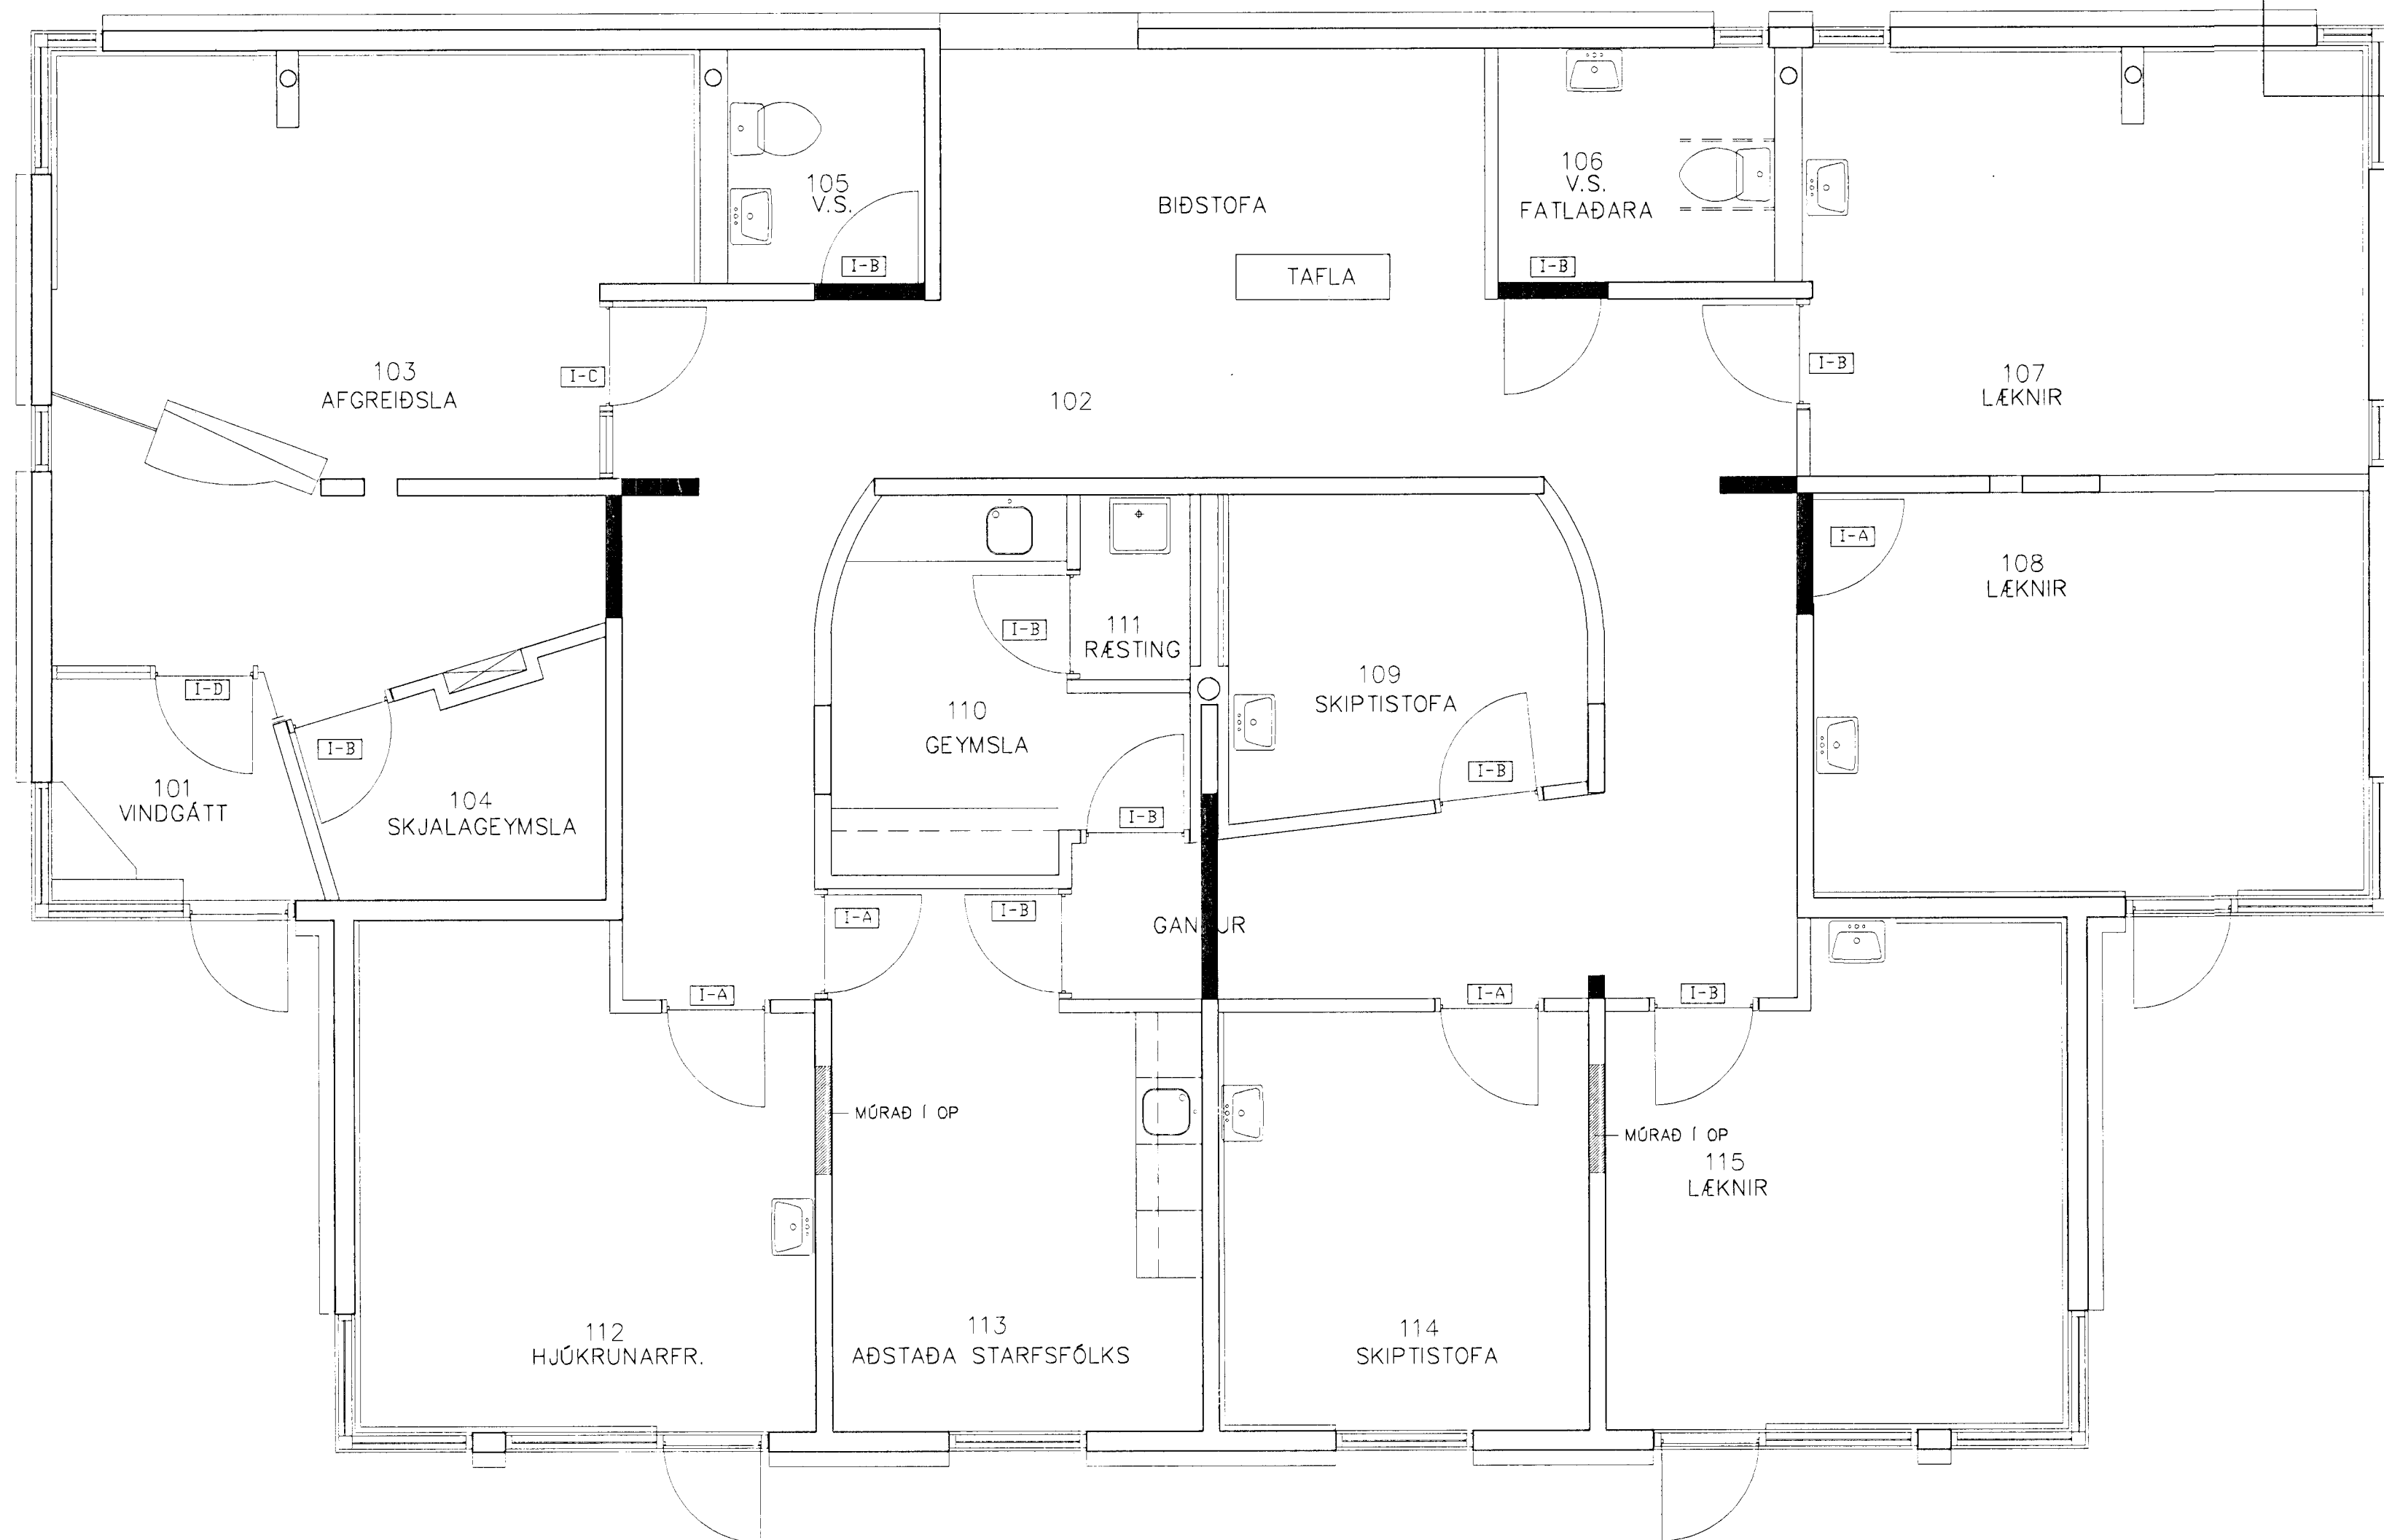 105
V.S.
I-B
BIÐSTOFA
TAFLA
106
V.S.
FATLAÐARA
I-B
103
AFGREIÐSLA
I-C
102
I-B
107
LÆKNIR
I-A
108
LÆKNIR
I-B
111
RÆSTING
109
SKIPTISTOFA
I-B
I-D
I-B
101
VINDGÁTT
104
SKJALAGEYMSLA
110
GEYMSLA
I-B
I-A
I-B
GAN UR
I-A
I-A
I-B
MÚRAÐ Í OP
MÚRAÐ Í OP
115
LÆKNIR
112
HJÚKRUNARFR.
113
AÐSTAÐA STARFSFÓLKS
114
SKIPTISTOFA